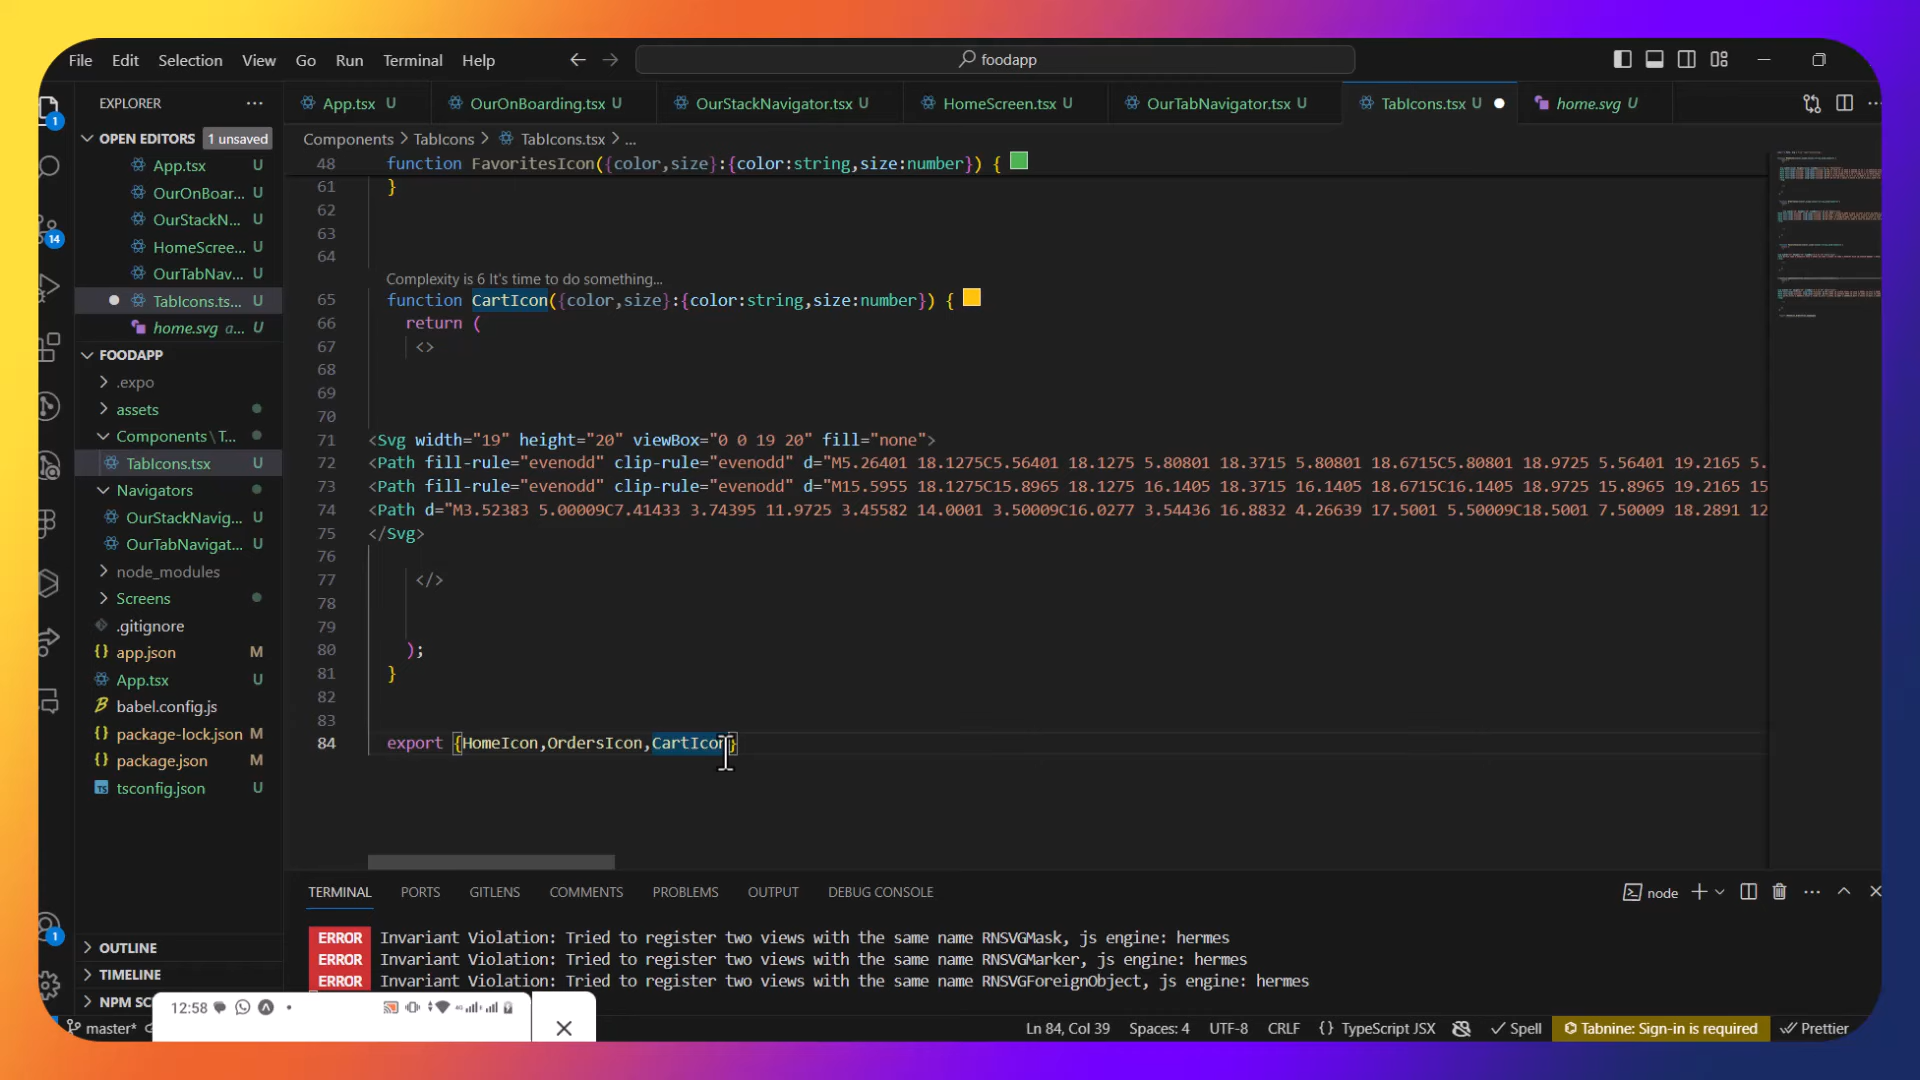 File Edit Selection View Go Run Terminal Help
foodapp
EXPLORER
OPEN EDITORS 1 unsaved
App.tsx U
OurOnBoar... U
OurStackN... U
HomeScree... U
OurTabNav... U
TabIcons.ts... U
home.svg a... U
FOODAPP
.expo
assets
Components \ T...
TabIcons.tsx U
Navigators
OurStackNavig... U
OurTabNavigat... U
node_modules
Screens
.gitignore
app.json M
App.tsx U
babel.config.js
package-lock.json M
package.json M
tsconfig.json U
OUTLINE
TIMELINE
App.tsx U OurOnBoarding.tsx U OurStackNavigator.tsx U HomeScreen.tsx U OurTabNavigator.tsx U TabIcons.tsx U home.svg U
Components > TabIcons > TabIcons.tsx > ...
48 function FavoritesIcon({color,size}:{color:string,size:number}) {
61 }
62
63
64
Complexity is 6 It's time to do something...
65 function CartIcon({color,size}:{color:string,size:number}) {
66 return (
67 <>
68
69
70
71 <Svg width="19" height="20" viewBox="0 0 19 20" fill="none">
72 <Path fill-rule="evenodd" clip-rule="evenodd" d="M5.26401 18.1275C5.56401 18.1275 5.80801 18.3715 5.80801 18.6715C5.80801 18.9725 5.56401 19.2165 5.
73 <Path fill-rule="evenodd" clip-rule="evenodd" d="M15.5955 18.1275C15.8965 18.1275 16.1405 18.3715 16.1405 18.6715C16.1405 18.9725 15.8965 19.2165 15
74 <Path d="M3.52383 5.00009C7.41433 3.74395 11.9725 3.45582 14.0001 3.50009C16.0277 3.54436 16.8832 4.26639 17.5001 5.50009C18.5001 7.50009 18.2891 12
75 </Svg>
76
77 </>
78
79
80 );
81 }
82
83
84 export {HomeIcon,OrdersIcon,CartIcon}
TERMINAL PORTS GITLENS COMMENTS PROBLEMS OUTPUT DEBUG CONSOLE
node
ERROR Invariant Violation: Tried to register two views with the same name RNSVGMask, js engine: hermes
ERROR Invariant Violation: Tried to register two views with the same name RNSVGMarker, js engine: hermes
ERROR Invariant Violation: Tried to register two views with the same name RNSVGForeignObject, js engine: hermes
12:58
master* Ln 84, Col 39 Spaces: 4 UTF-8 CRLF {} TypeScript JSX Spell Tabnine: Sign-in is required Prettier
1
14
1